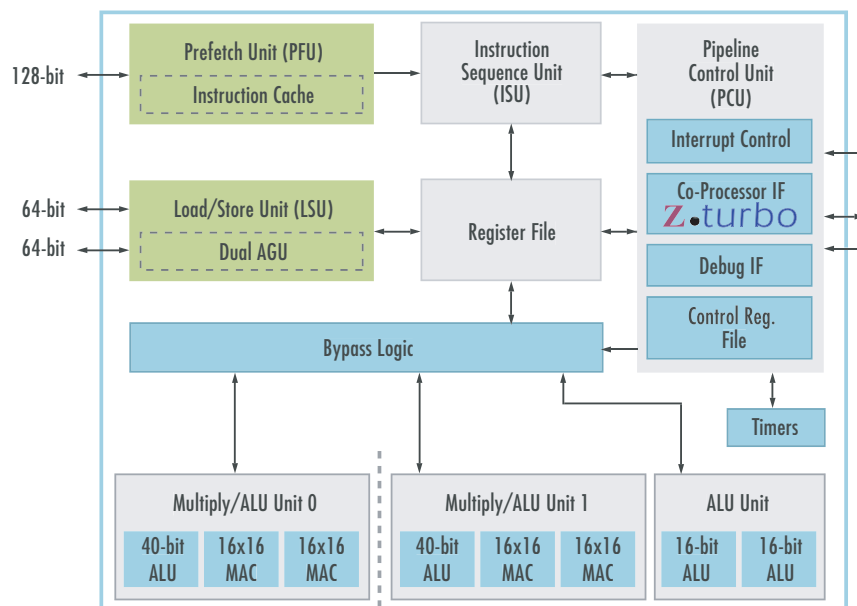 128-bit
Prefetch Unit (PFU)
Instruction Cache
Instruction
Sequence Unit
(ISU)
Pipeline
Control Unit
(PCU)
Interrupt Control
Co-Processor IF
Z.turbo
Debug IF
Control Reg.
File
64-bit
64-bit
Load/Store Unit (LSU)
Dual AGU
Register File
Bypass Logic
Timers
Multiply/ALU Unit 0
40-bit
ALU
16x16
MAC
16x16
MAC
Multiply/ALU Unit 1
40-bit
ALU
16x16
MAC
16x16
MAC
ALU Unit
16-bit
ALU
16-bit
ALU